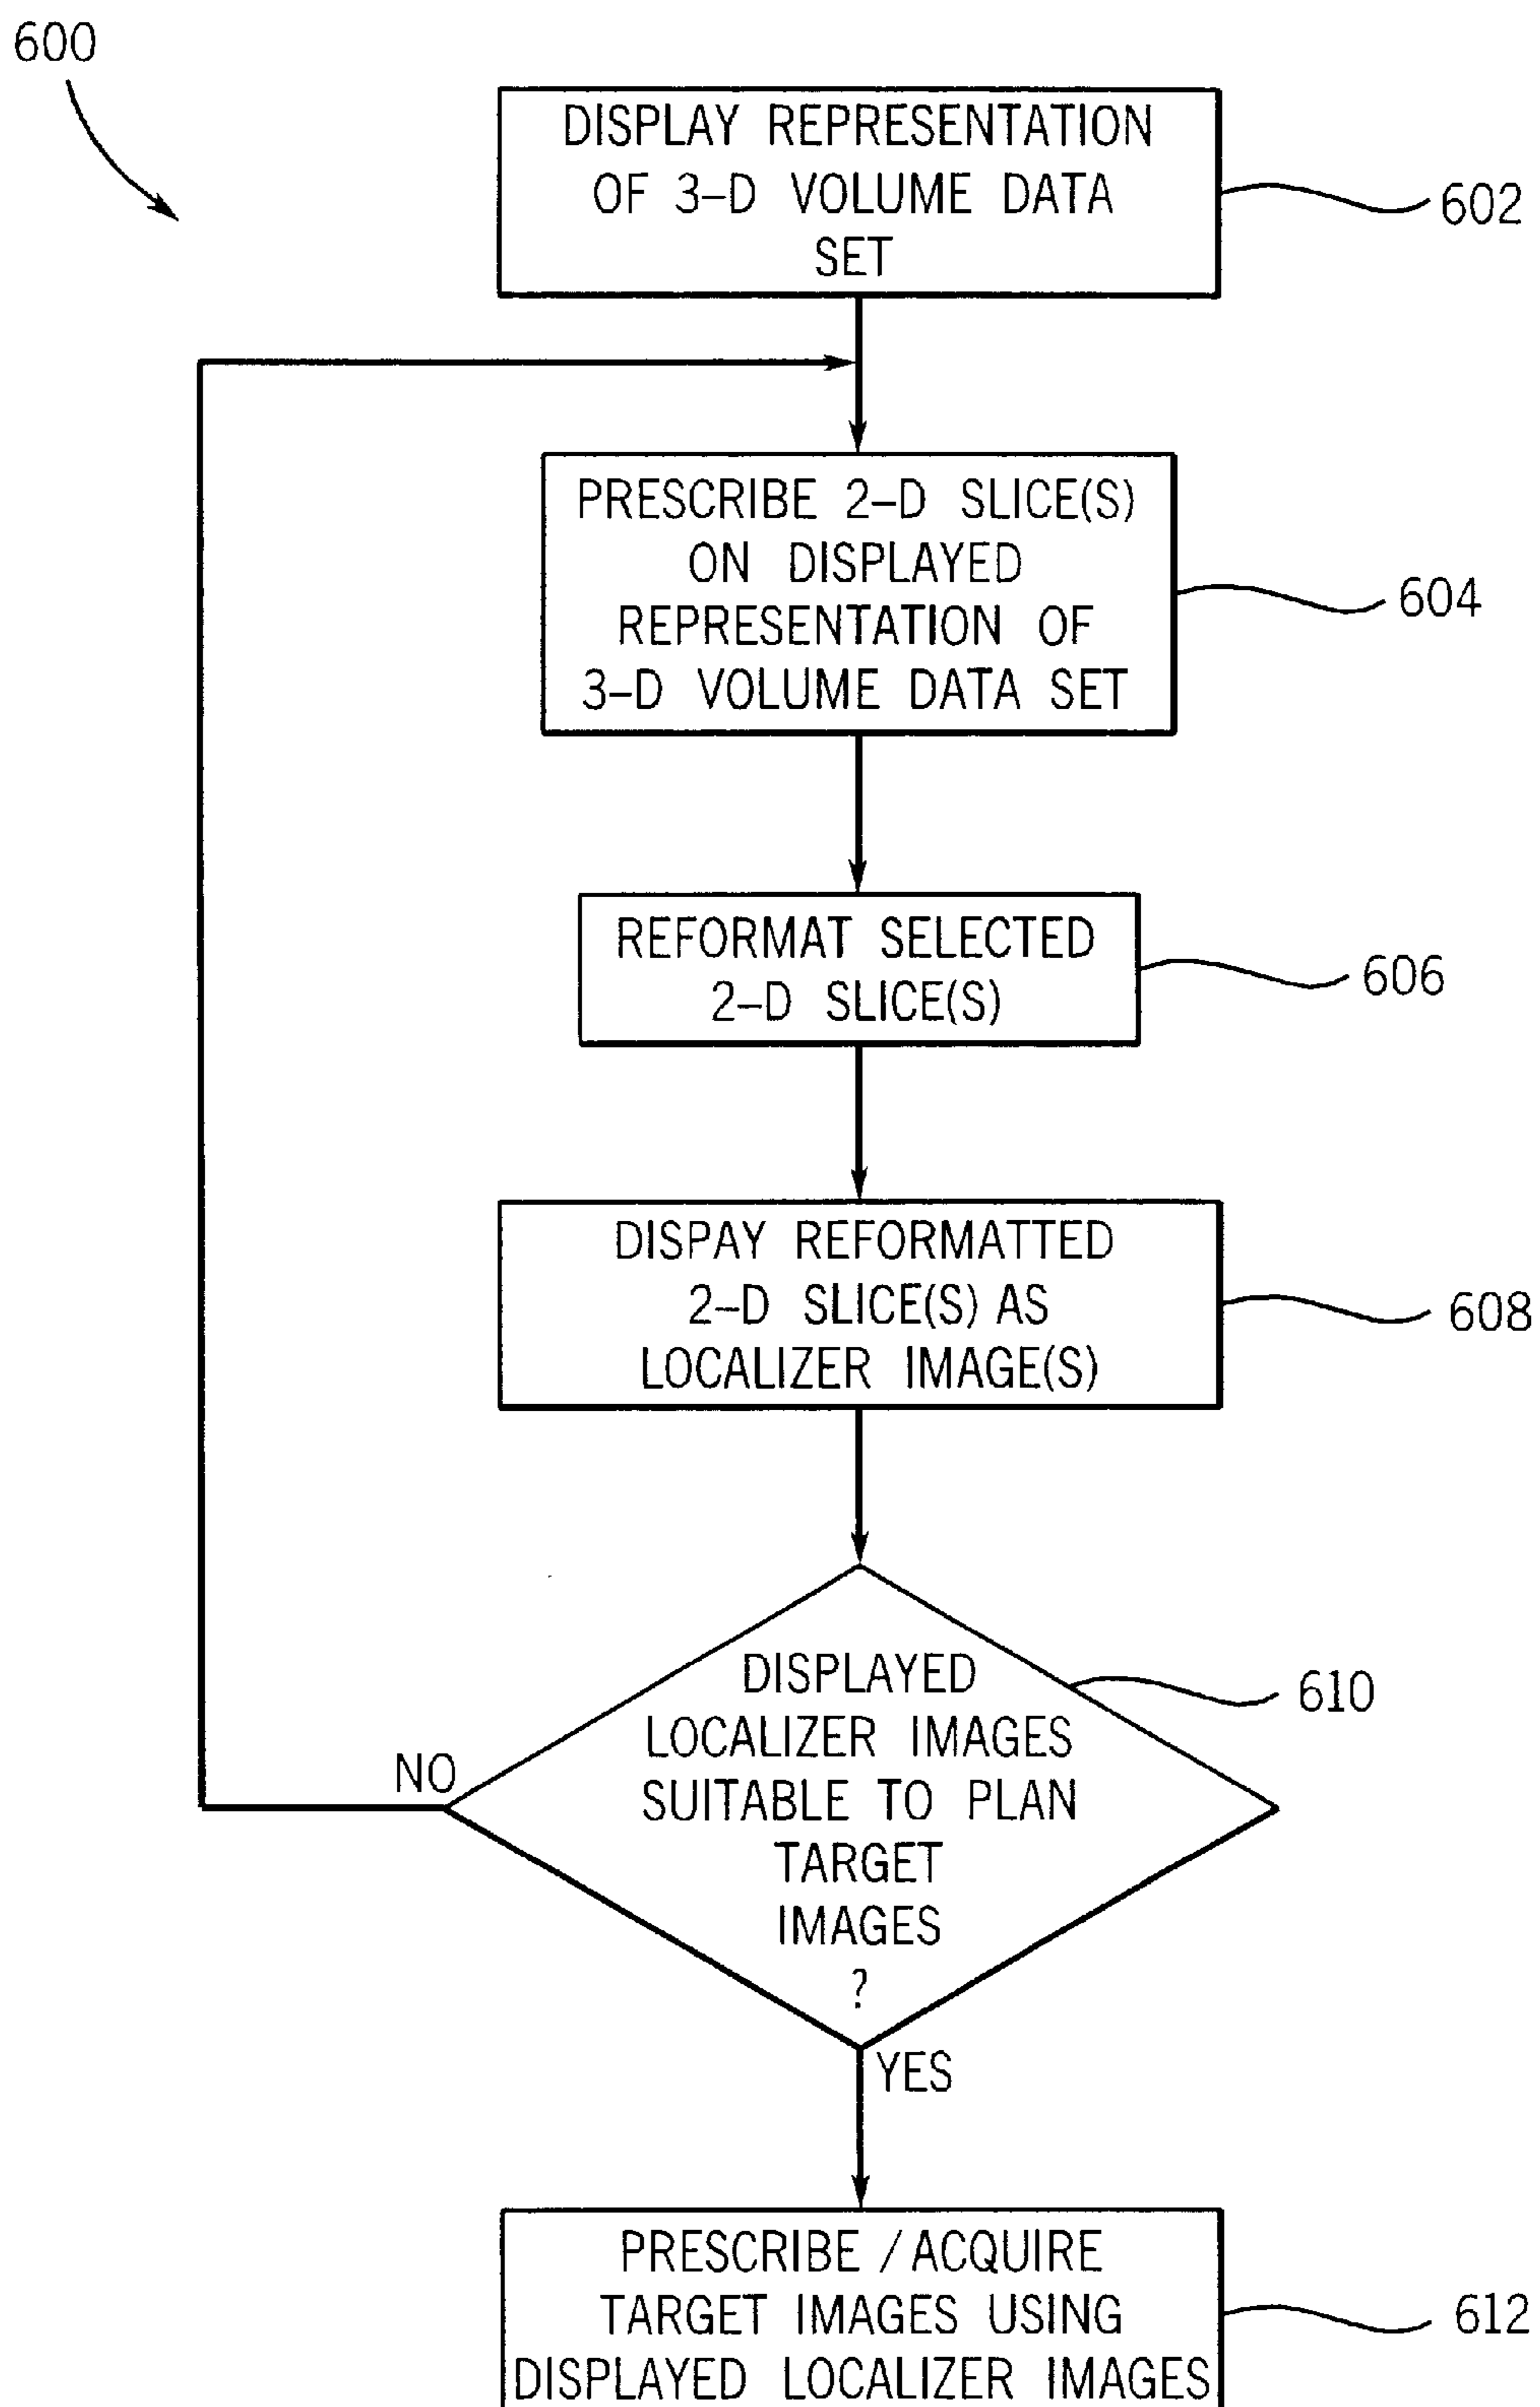 600
DISPLAY REPRESENTATION
OF 3-D VOLUME DATA
SET
602
PRESCRIBE 2-D SLICE(S)
ON DISPLAYED
REPRESENTATION OF
3-D VOLUME DATA SET
604
REFORMAT SELECTED
2-D SLICE(S)
606
DISPAY REFORMATTED
2-D SLICE(S) AS
LOCALIZER IMAGE(S)
608
DISPLAYED
LOCALIZER IMAGES
SUITABLE TO PLAN
TARGET
IMAGES
?
610
NO
YES
PRESCRIBE / ACQUIRE
TARGET IMAGES USING
DISPLAYED LOCALIZER IMAGES
612